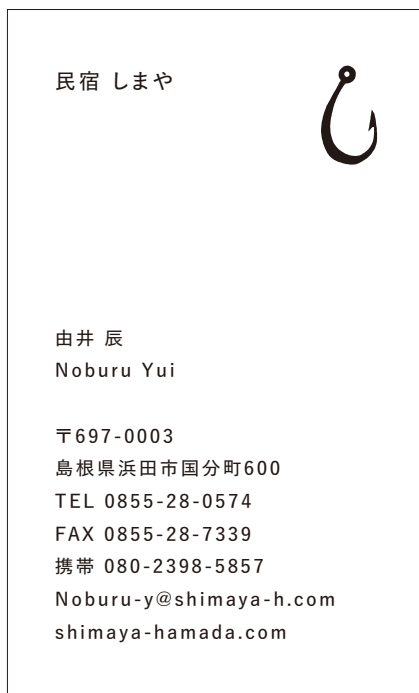 民宿 しまや
由井 辰
Noburu Yui
〒697-0003
島根県浜田市国分町600
TEL 0855-28-0574
FAX 0855-28-7339
携帯 080-2398-5857
Noburu-y@shimaya-h.com
shimaya-hamada.com